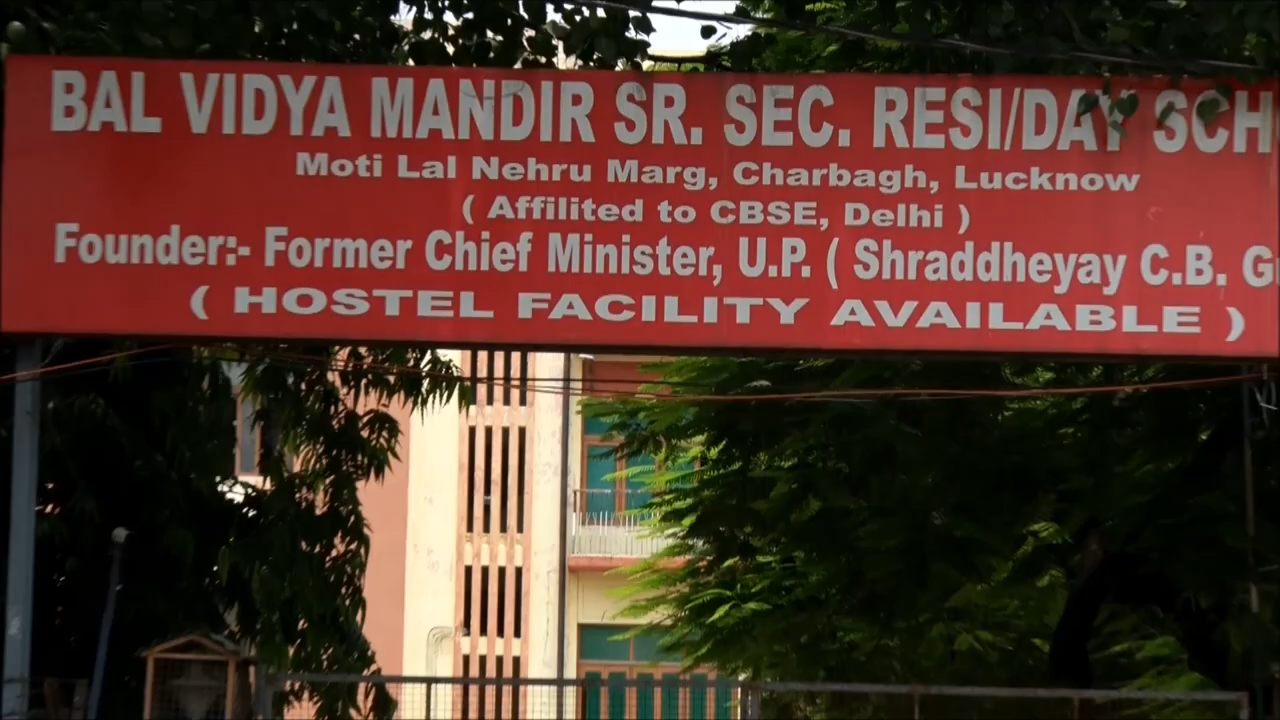 BAL VIDYA MANDIR SR. SEC. RESI/DAY SCH
Moti Lal Nehru Marg, Charbagh, Lucknow
( Affilited to CBSE, Delhi )
Founder:- Former Chief Minister, U.P. ( Shraddheyay C.B. G
( HOSTEL FACILITY AVAILABLE )